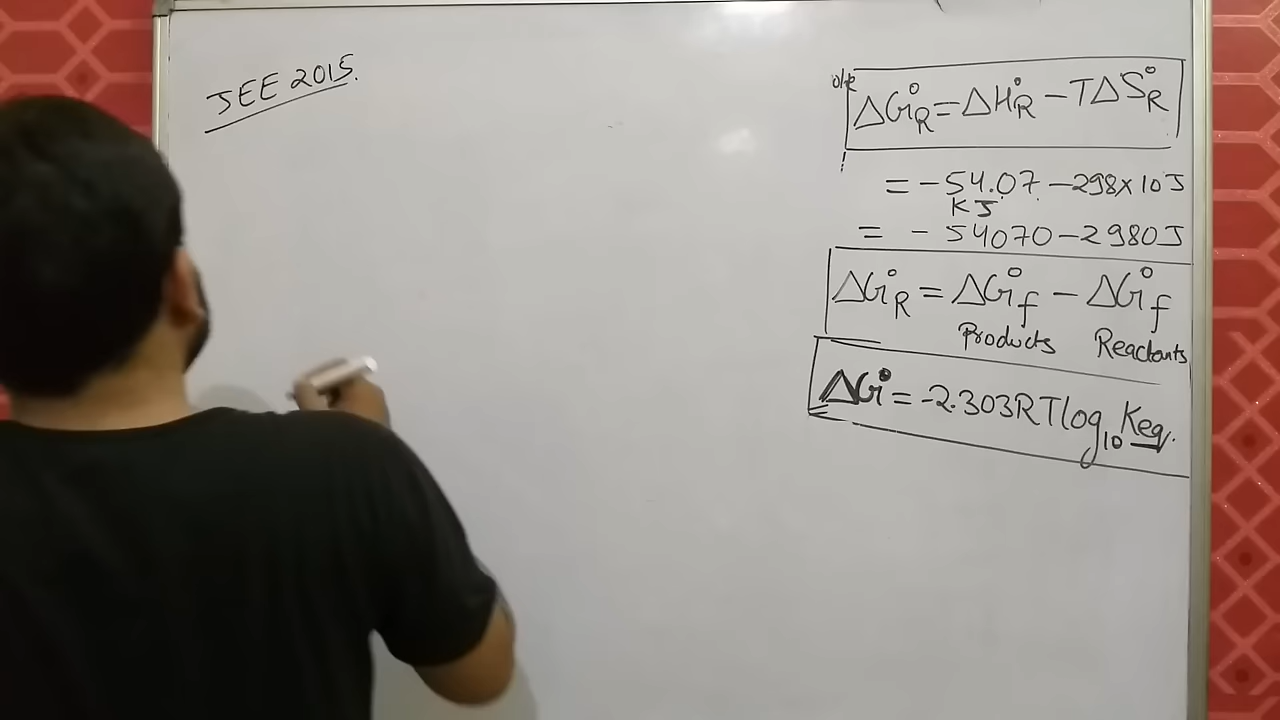 JEE 2015.
ΔG°R = ΔH°R - TΔS°R
= - 54.07 - 298 × 10 J
KJ
= - 54070 - 2980 J
ΔG°R = ΔG°f - ΔG°f
Products Reactants
ΔG° = -2.303RT log10 Keq.